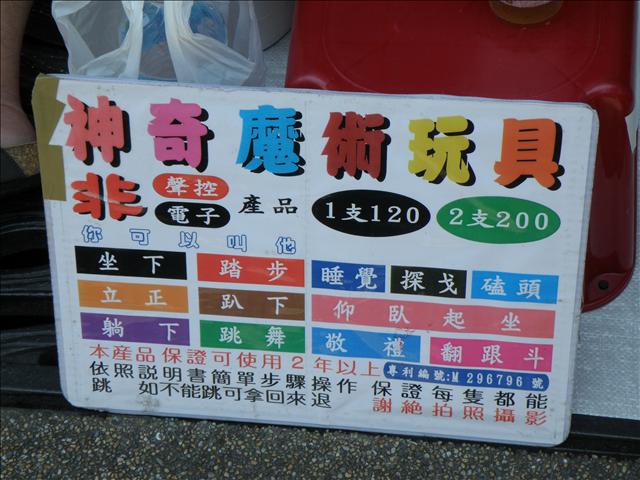 神奇魔術玩具
非 聲控 電子 產品 1支120 2支200
你可以叫他
坐下 踏步 睡覺 探戈 磕頭
立正 趴下 仰臥起坐
躺下 跳舞 敬禮 翻跟斗
本產品保證可使用2年以上 專利編號:M 296796 號
依照說明書簡單步驟操作 保證每隻都能
跳 如不能跳可拿回來退 謝絕拍照攝影